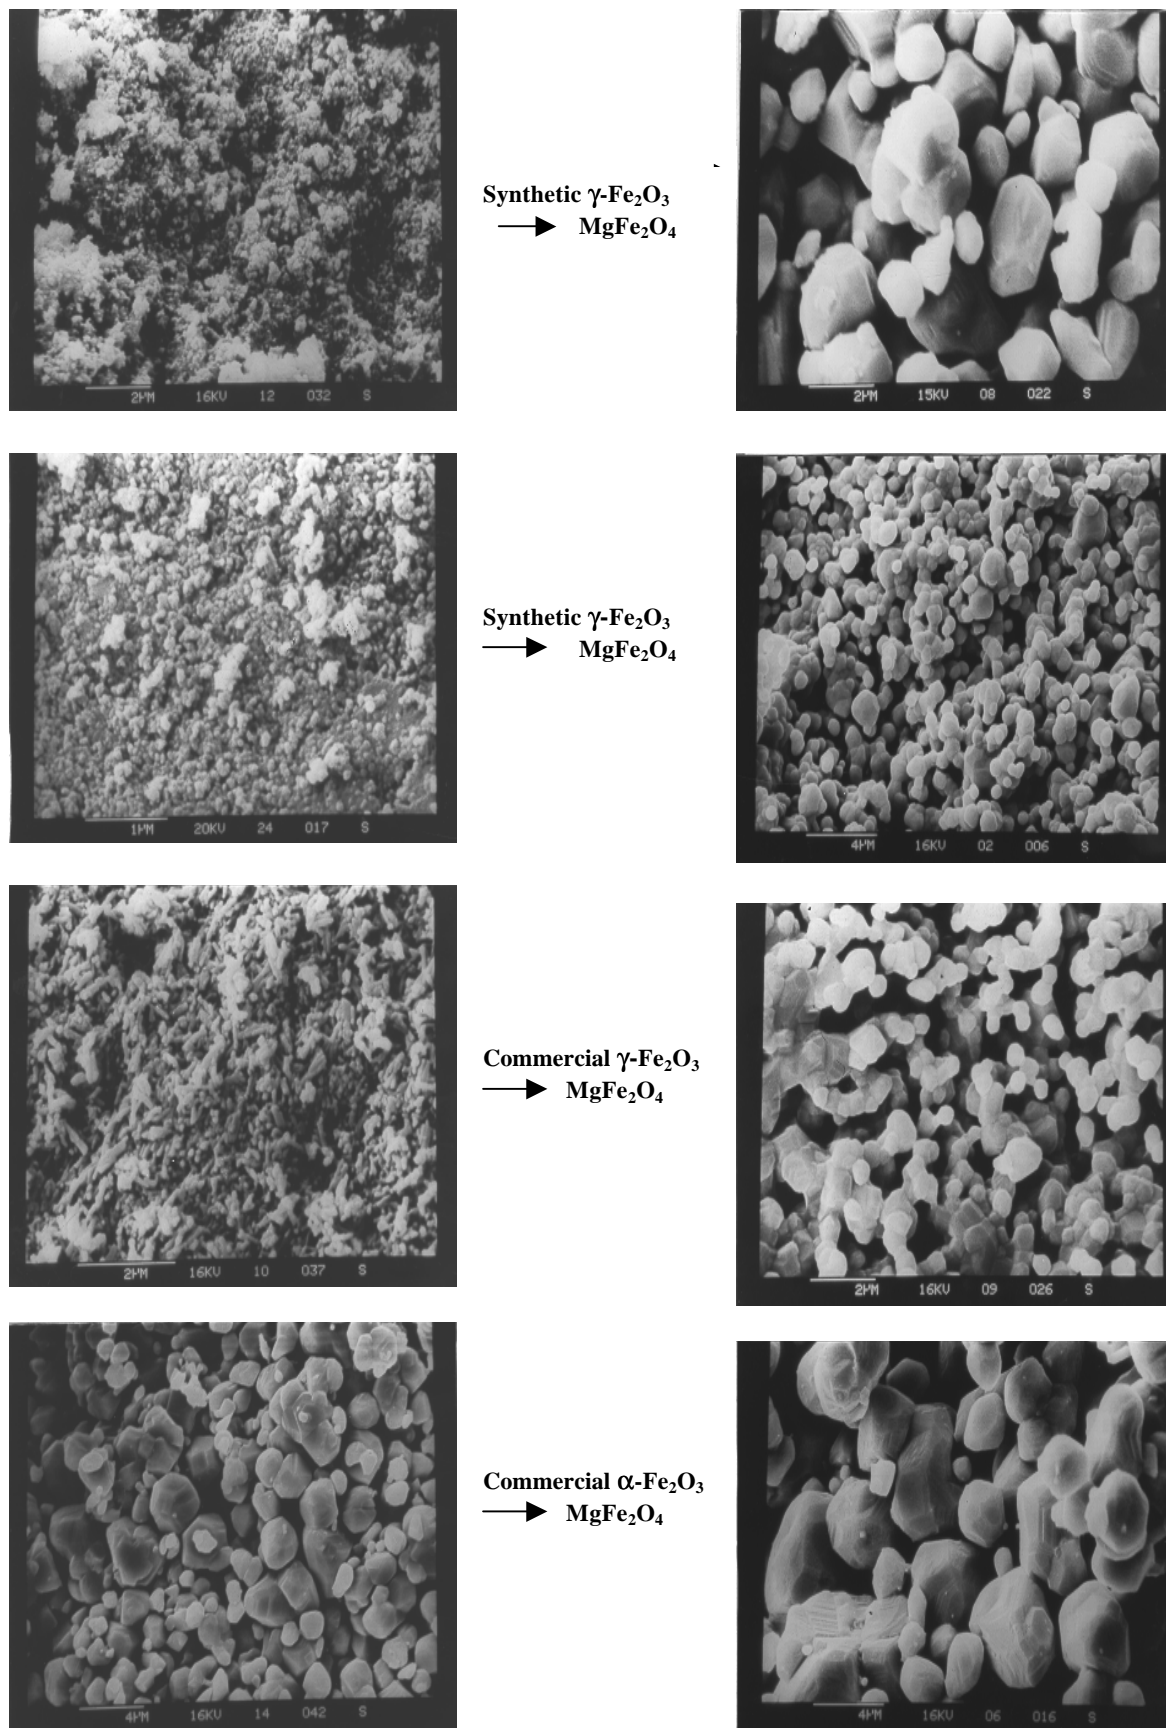 Synthetic γ-Fe₂O₃
MgFe₂O₄
2µM 16KV 12 032 S
2µM 15KV 08 022 S
Synthetic γ-Fe₂O₃
MgFe₂O₄
1µM 20KV 24 017 S
4µM 16KV 02 006 S
Commercial γ-Fe₂O₃
MgFe₂O₄
2µM 16KV 10 037 S
2µM 16KV 09 026 S
Commercial α-Fe₂O₃
MgFe₂O₄
4µM 16KV 14 042 S
4µM 16KV 06 016 S